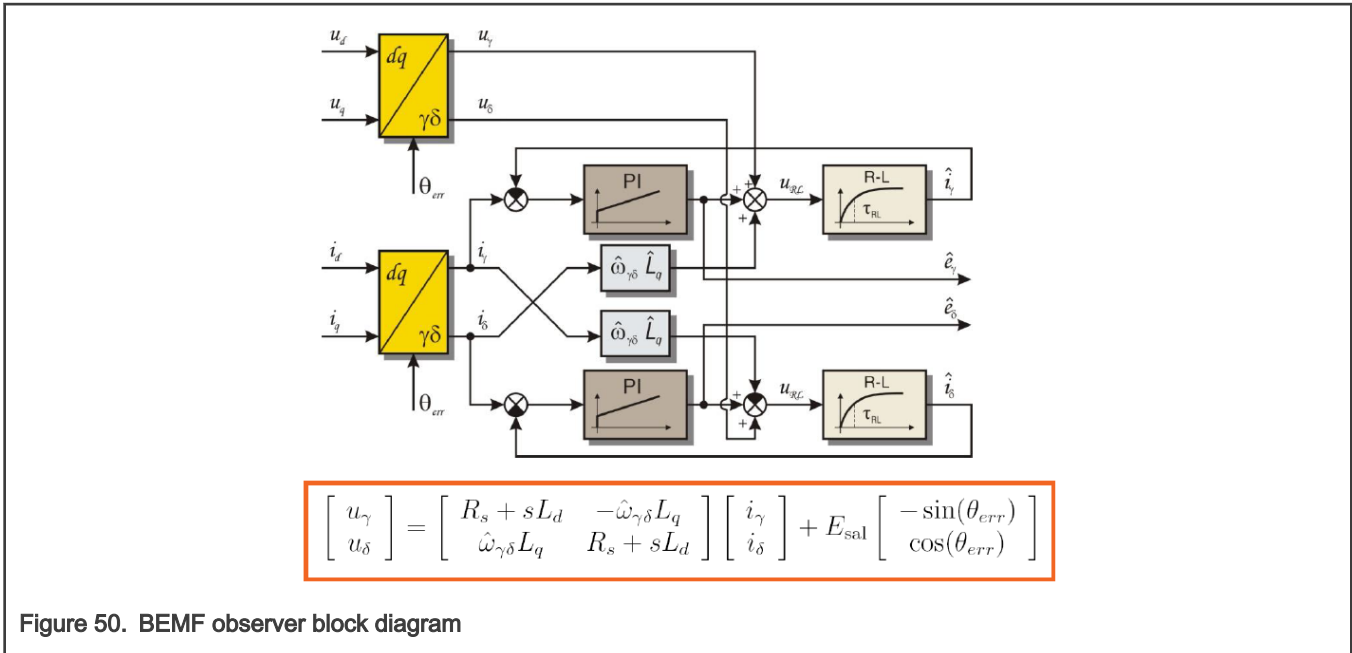 u_d
dq
u_γ
u_q
u_δ
γδ
θ_err
PI
+ +
u_RL
R-L
τ_RL
î_γ
+
i_d
dq
i_γ
ω̂_γδ L̂_q
ê_γ
i_q
i_δ
γδ
ω̂_γδ L̂_q
ê_δ
θ_err
PI
+
u_RL
R-L
τ_RL
î_δ
+
[ u_γ ] = [ R_s + sL_d  -ω̂_γδ L_q ] [ i_γ ] + E_sal [ - sin(θ_err) ]
[ u_δ ]   [ ω̂_γδ L_q  R_s + sL_d ] [ i_δ ]   [ cos(θ_err) ]
Figure 50. BEMF observer block diagram